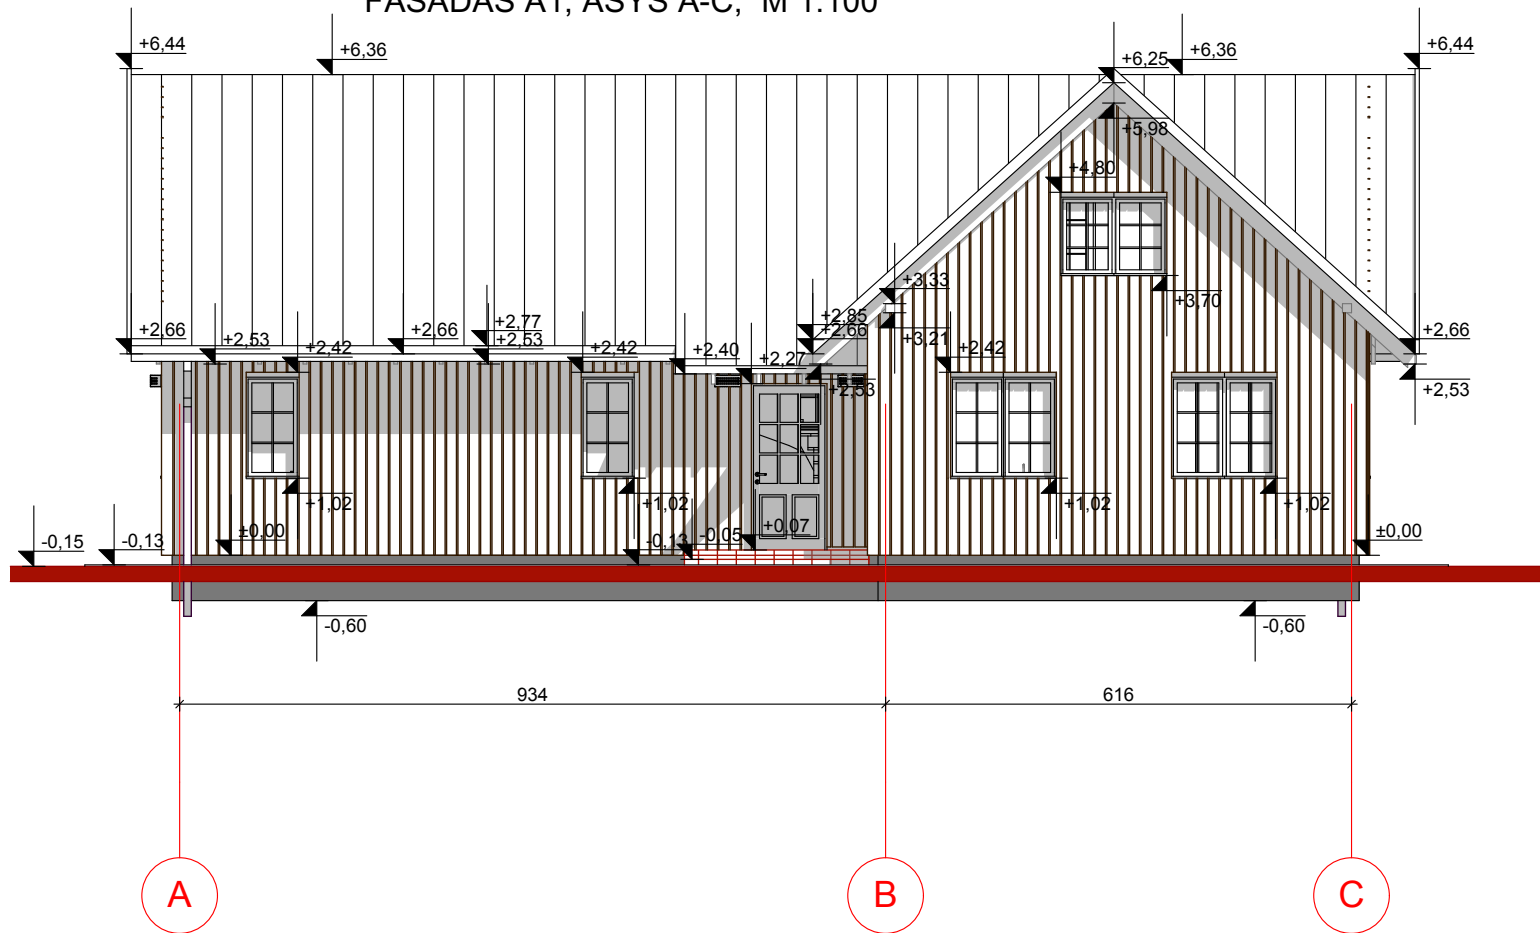 FASADAS A1, ASYS A-C, M 1:100
+6,44 +6,36 +6,25 +6,36 +6,44
+5,98
+4,80
+3,33
+3,70
+2,85
+2,77
+2,66 +2,53 +2,66 +2,53 +2,66 +3,21 +2,66
+2,42 +2,42 +2,40 +2,27 +2,42
+2,53 +2,53
+1,02 +1,02 +1,02 +1,02
-0,15 -0,13 ±0,00 -0,13 -0,05 +0,07 ±0,00
-0,60 -0,60
934 616
A B C